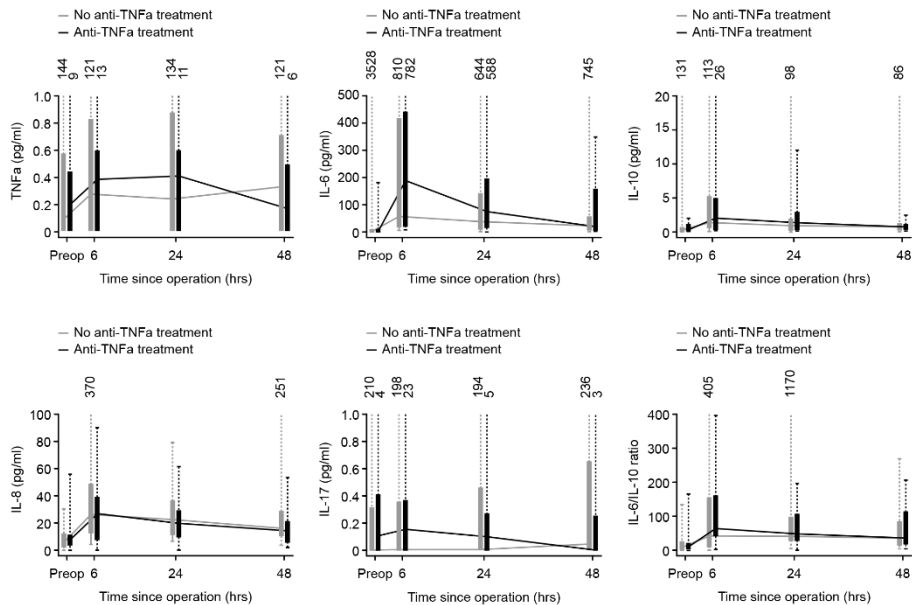 No anti-TNFa treatment
Anti-TNFa treatment
144
9
121
13
134
11
121
6
TNFa (pg/ml)
1.0
0.8
0.6
0.4
0.2
0
Preop 6 24 48
Time since operation (hrs)
No anti-TNFa treatment
Anti-TNFa treatment
3528
810
782
644
588
745
IL-6 (pg/ml)
500
400
300
200
100
0
Preop 6 24 48
Time since operation (hrs)
No anti-TNFa treatment
Anti-TNFa treatment
131
113
26
98
86
IL-10 (pg/ml)
20
15
10
5
0
Preop 6 24 48
Time since operation (hrs)
No anti-TNFa treatment
Anti-TNFa treatment
370
251
IL-8 (pg/ml)
100
80
60
40
20
0
Preop 6 24 48
Time since operation (hrs)
No anti-TNFa treatment
Anti-TNFa treatment
210
4
198
23
194
5
236
3
IL-17 (pg/ml)
1.0
0.8
0.6
0.4
0.2
0
Preop 6 24 48
Time since operation (hrs)
No anti-TNFa treatment
Anti-TNFa treatment
405
1170
IL-6/IL-10 ratio
400
300
200
100
0
Preop 6 24 48
Time since operation (hrs)